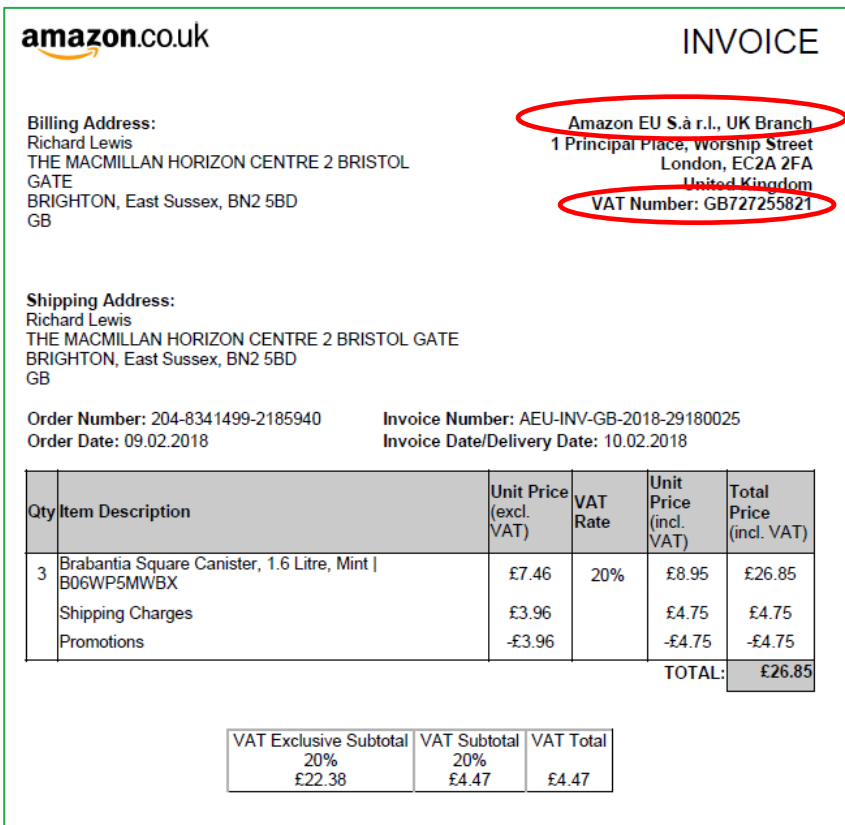 amazon.co.uk
INVOICE
Billing Address:
Richard Lewis
THE MACMILLAN HORIZON CENTRE 2 BRISTOL
GATE
BRIGHTON, East Sussex, BN2 5BD
GB
Amazon EU S.à r.l., UK Branch
1 Principal Place, Worship Street
London, EC2A 2FA
United Kingdom
VAT Number: GB727255821
Shipping Address:
Richard Lewis
THE MACMILLAN HORIZON CENTRE 2 BRISTOL GATE
BRIGHTON, East Sussex, BN2 5BD
GB
Order Number: 204-8341499-2185940 Invoice Number: AEU-INV-GB-2018-29180025
Order Date: 09.02.2018 Invoice Date/Delivery Date: 10.02.2018
Qty Item Description
Unit Price
(excl.
VAT)
VAT
Rate
Unit
Price
(incl.
VAT)
Total
Price
(incl. VAT)
3 Brabantia Square Canister, 1.6 Litre, Mint |
B06WP5MWBX
£7.46 20% £8.95 £26.85
Shipping Charges £3.96 £4.75 £4.75
Promotions -£3.96 -£4.75 -£4.75
TOTAL: £26.85
VAT Exclusive Subtotal VAT Subtotal VAT Total
20% 20%
£22.38 £4.47 £4.47